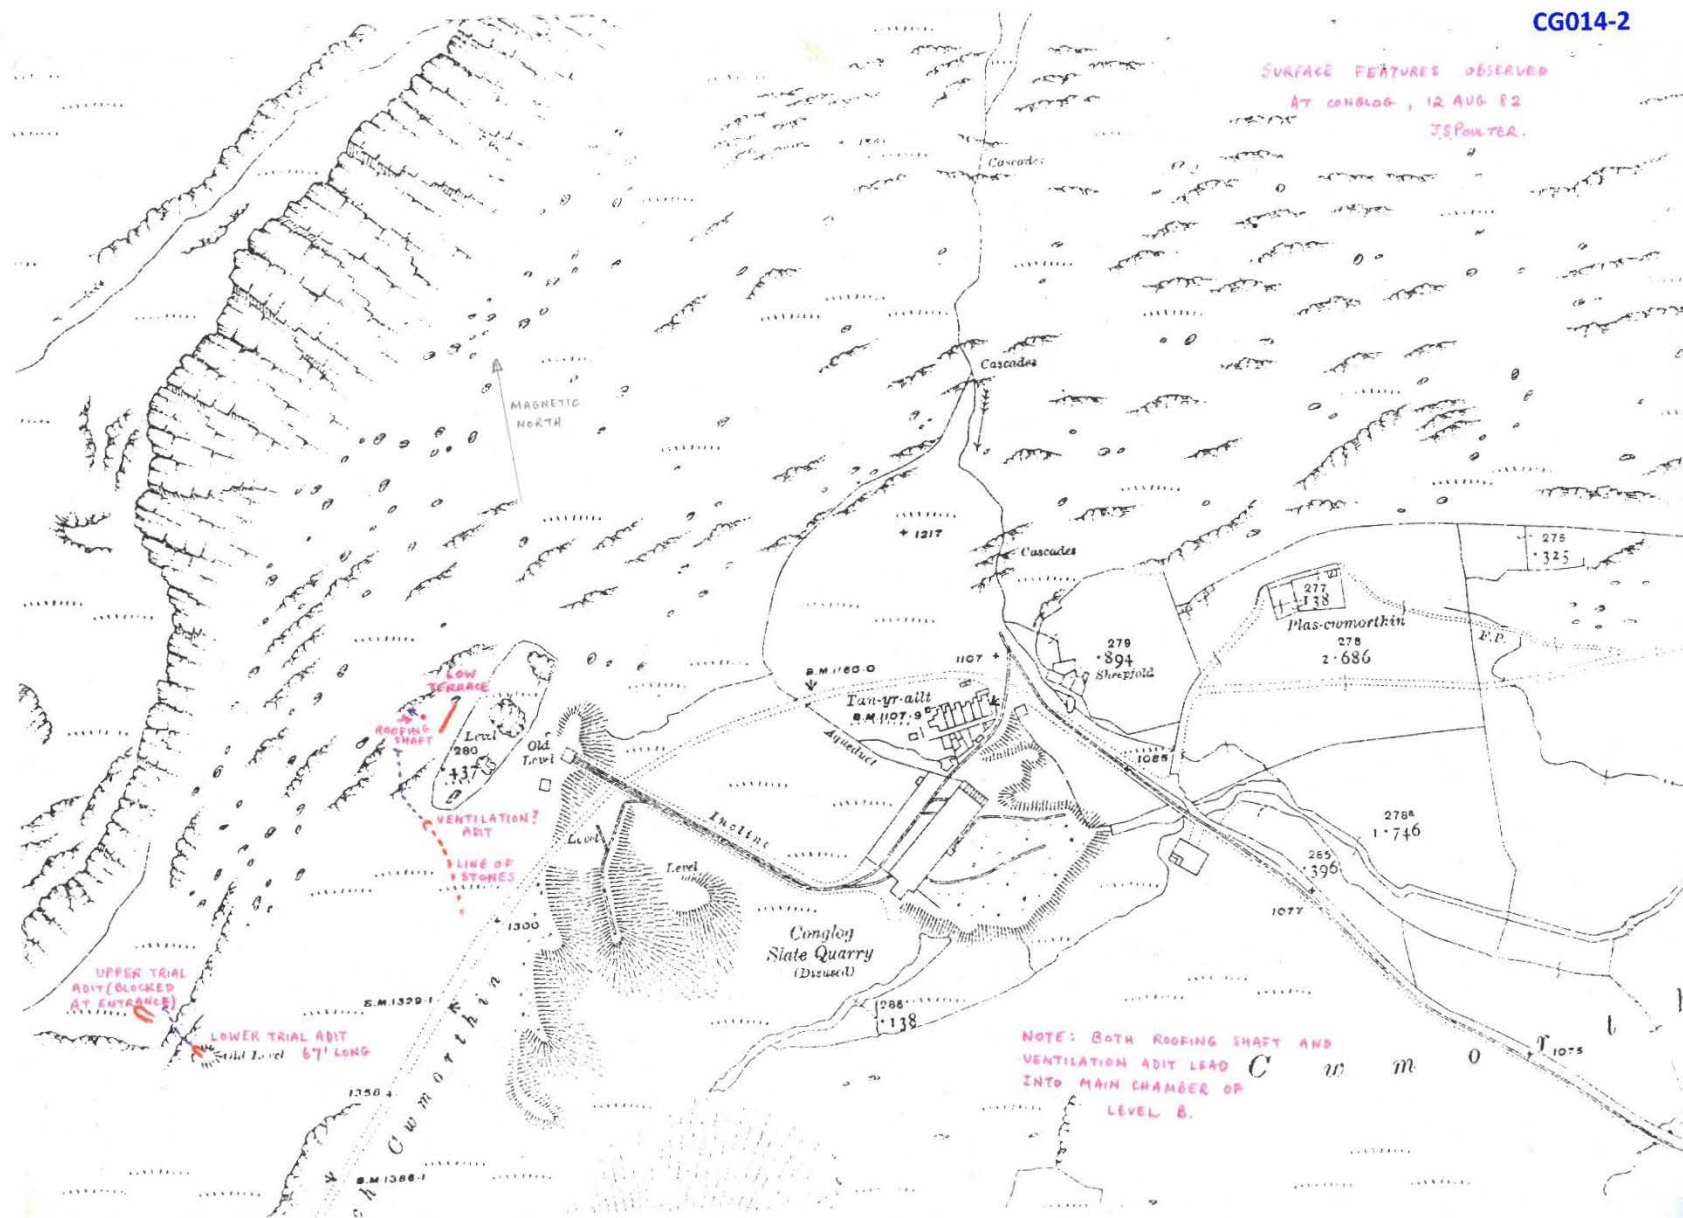 CG014-2
SURFACE FEATURES OBSERVED
AT CONGLOG, 12 AUG 82
J.S.POULTER.
Cascades
Cascades
MAGNETIC
NORTH
+ 1217
Cascades
276
·325
277
·138
Plas-cwmorthin
278
2·686
F.P.
279
·894
Sheepfold
1107 +
B.M.1160·0
Tan-yr-allt
B.M.1107·9
Aqueduct
LOW
TERRACE
ROOFING
SHAFT
Level
280
·437
Old
Level
1085
VENTILATION?
ADIT
Incline
278a
1·746
LINE OF
STONES
Level
Level
265
·396
1077
1300
Conglog
Slate Quarry
(Disused)
UPPER TRIAL
ADIT (BLOCKED
AT ENTRANCE)
B.M.1329·1
286
·138
LOWER TRIAL ADIT
Old Level 67' LONG
NOTE: BOTH ROOFING SHAFT AND
VENTILATION ADIT LEAD
INTO MAIN CHAMBER OF
LEVEL B.
C w m o r t
1075
1356
Cwmorthin
B.M.1386·1